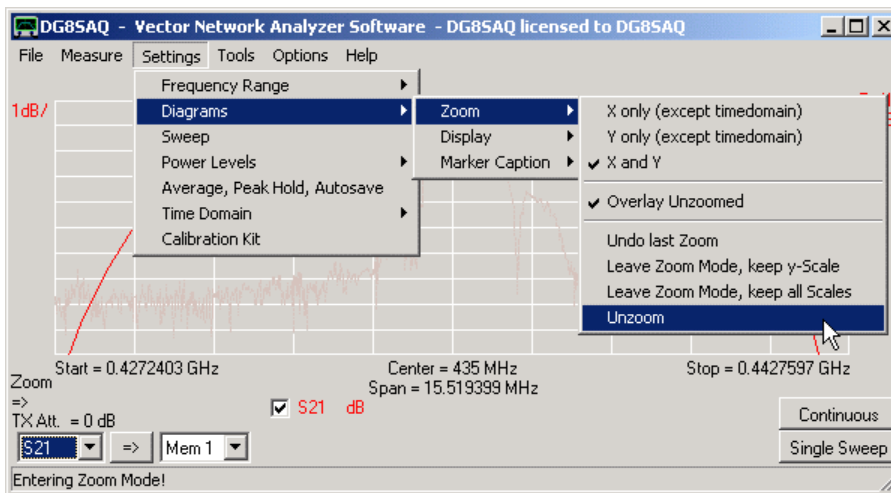 DG8SAQ - Vector Network Analyzer Software - DG8SAQ licensed to DG8SAQ
File Measure Settings Tools Options Help
1dB/
Frequency Range
Diagrams
Sweep
Power Levels
Average, Peak Hold, Autosave
Time Domain
Calibration Kit
Zoom
Display
Marker Caption
X only (except timedomain)
Y only (except timedomain)
X and Y
Overlay Unzoomed
Undo last Zoom
Leave Zoom Mode, keep y-Scale
Leave Zoom Mode, keep all Scales
Unzoom
Start = 0.4272403 GHz Center = 435 MHz Stop = 0.4427597 GHz
Span = 15.519399 MHz
Zoom
=>
TX Att. = 0 dB
S21 dB
S21 => Mem 1
Continuous
Single Sweep
Entering Zoom Mode!